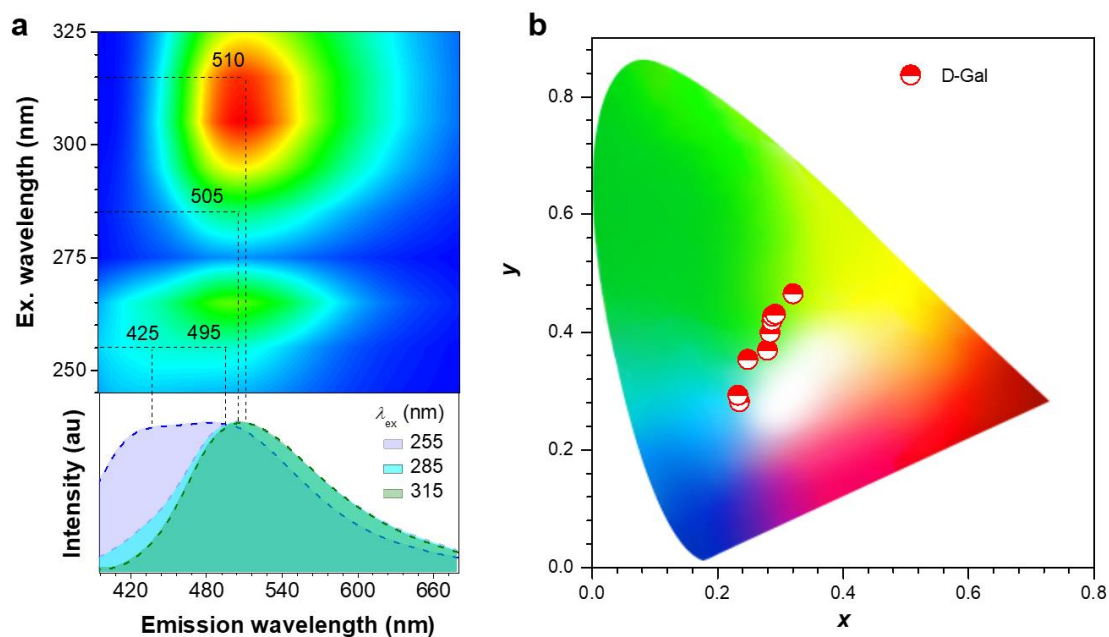 a
325
300
275
250
Ex. wavelength (nm)
510
505
425
495
Intensity (au)
λex (nm)
255
285
315
420
480
540
600
660
Emission wavelength (nm)
b
D-Gal
0.8
0.6
0.4
0.2
0.0
y
0.0
0.2
0.4
0.6
0.8
x